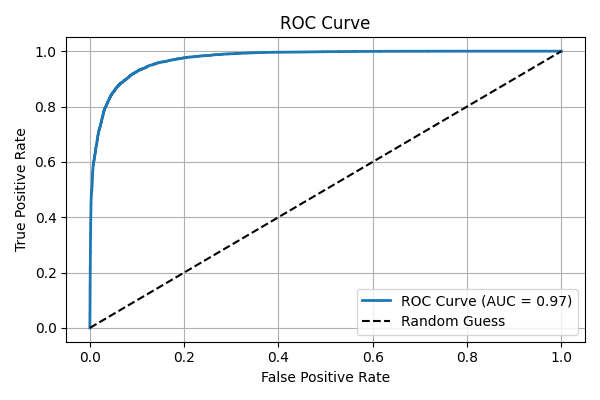 ROC Curve
1.0
0.8
0.6
0.4
0.2
0.0
True Positive Rate
ROC Curve (AUC = 0.97)
Random Guess
0.0 0.2 0.4 0.6 0.8 1.0
False Positive Rate